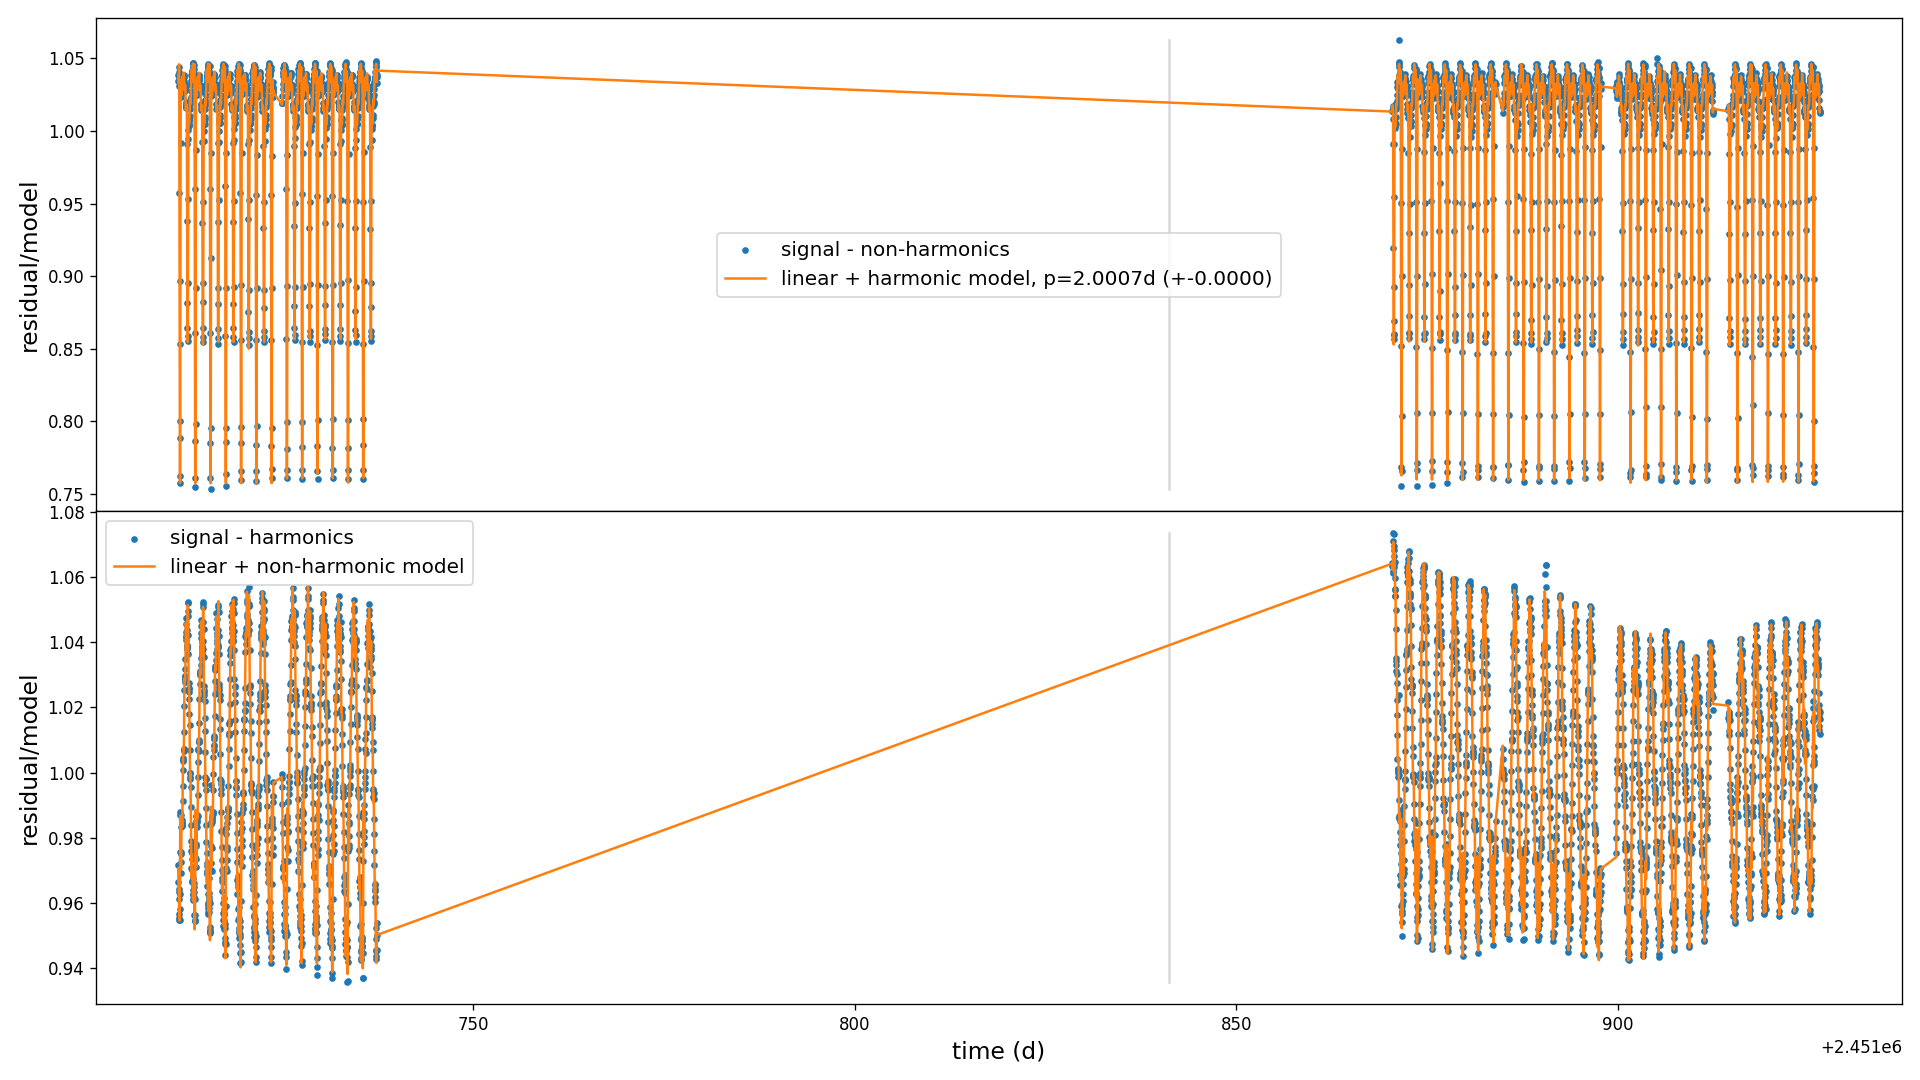 1.05
1.00
0.95
0.90
0.85
0.80
0.75
residual/model
signal - non-harmonics
linear + harmonic model, p=2.0007d (+-0.0000)
1.08
1.06
1.04
1.02
1.00
0.98
0.96
0.94
residual/model
signal - harmonics
linear + non-harmonic model
750
800
850
900
time (d)
+2.451e6